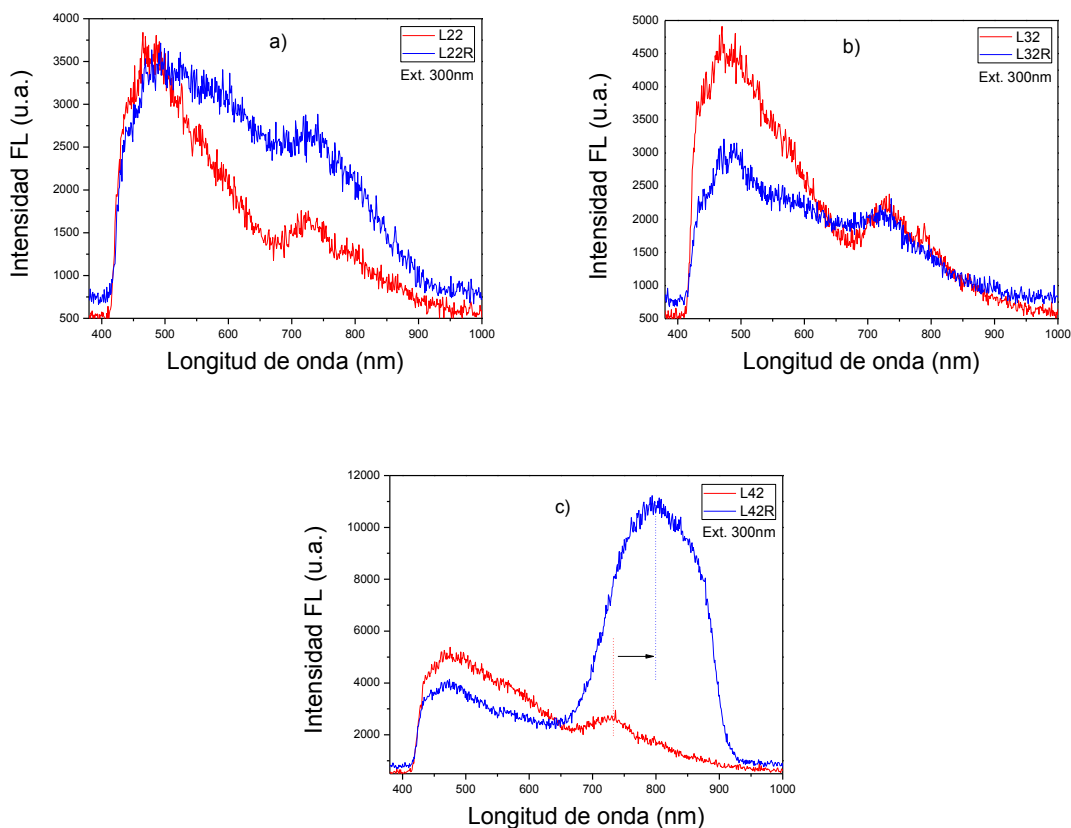 a)
L22
L22R
Ext. 300nm
Intensidad FL (u.a.)
4000
3500
3000
2500
2000
1500
1000
500
400 500 600 700 800 900 1000
Longitud de onda (nm)
b)
L32
L32R
Ext. 300nm
Intensidad FL (u.a.)
5000
4500
4000
3500
3000
2500
2000
1500
1000
500
400 500 600 700 800 900 1000
Longitud de onda (nm)
c)
L42
L42R
Ext. 300nm
Intensidad FL (u.a.)
12000
10000
8000
6000
4000
2000
400 500 600 700 800 900 1000
Longitud de onda (nm)